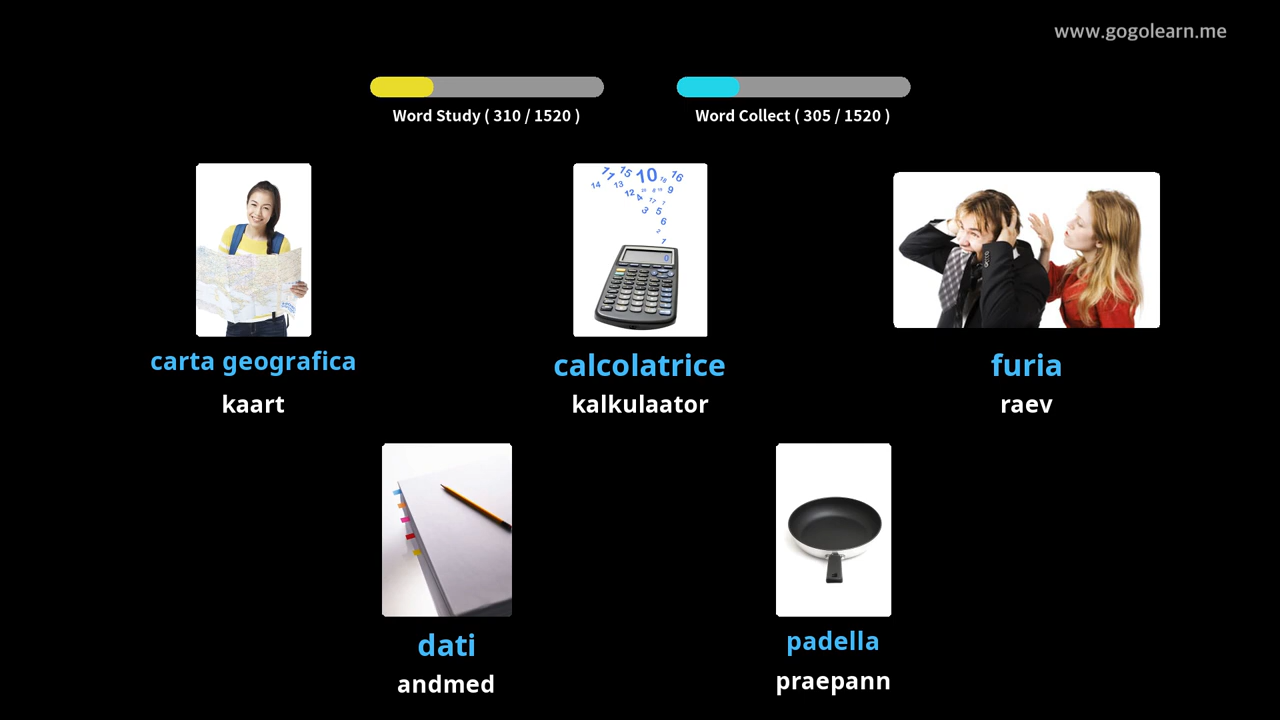 www.gogolearn.me
Word Study ( 310 / 1520 )
Word Collect ( 305 / 1520 )
carta geografica
kaart
calcolatrice
kalkulaator
furia
raev
dati
andmed
padella
praepann